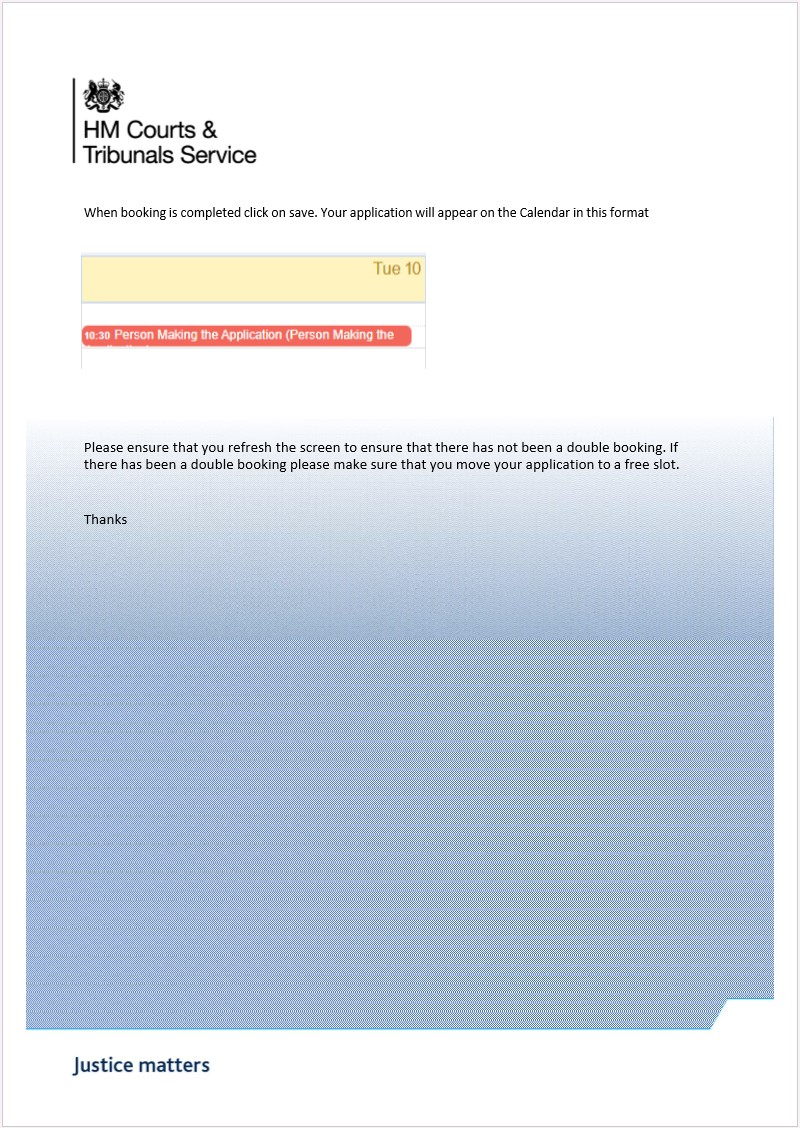 HM Courts &
Tribunals Service
When booking is completed click on save. Your application will appear on the Calendar in this format
Tue 10
10:30 Person Making the Application (Person Making the
Please ensure that you refresh the screen to ensure that there has not been a double booking. If
there has been a double booking please make sure that you move your application to a free slot.
Thanks
Justice matters